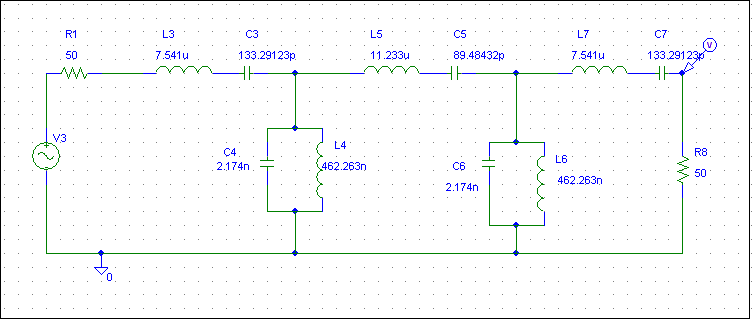 R1 L3 C3 L5 C5 L7 C7
50 7.541u 133.29123p 11.233u 89.48432p 7.541u 133.29123p V
V3
C4 L4
2.174n 462.263n
C6 L6
2.174n 462.263n
R8
50
0